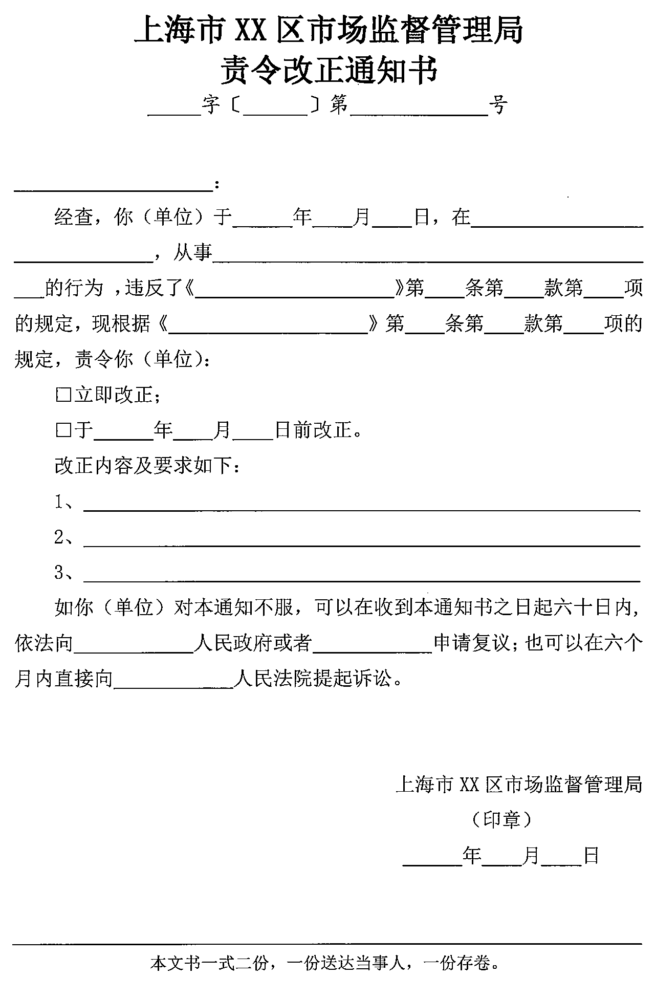 上海市 XX 区市场监督管理局
责令改正通知书
_____字〔______〕第_____________号
____________________：
经查，你（单位）于______年____月____日，在_________________
______________，从事___________________________________________
___的行为 ，违反了《____________________》第____条第____款第____项
的规定，现根据《____________________》第____条第____款第____项的
规定，责令你（单位）：
□立即改正；
□于______年____月____日前改正。
改正内容及要求如下：
1、________________________________________________________
2、________________________________________________________
3、________________________________________________________
如你（单位）对本通知不服，可以在收到本通知书之日起六十日内，
依法向____________人民政府或者____________申请复议；也可以在六个
月内直接向____________人民法院提起诉讼。
上海市 XX 区市场监督管理局
（印章）
______年____月____日
本文书一式二份，一份送达当事人，一份存卷。